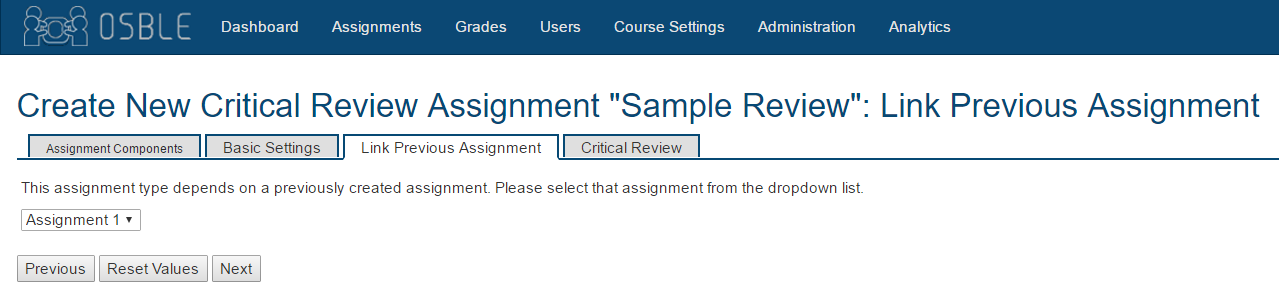 OSBLE Dashboard Assignments Grades Users Course Settings Administration Analytics
Create New Critical Review Assignment "Sample Review": Link Previous Assignment
Assignment Components Basic Settings Link Previous Assignment Critical Review
This assignment type depends on a previously created assignment. Please select that assignment from the dropdown list.
Assignment 1
Previous Reset Values Next